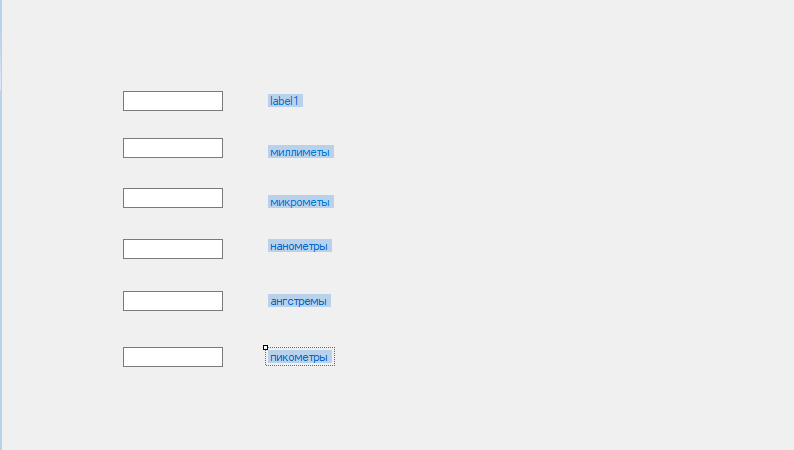 label1
миллиметы
микрометы
нанометры
ангстремы
пикометры